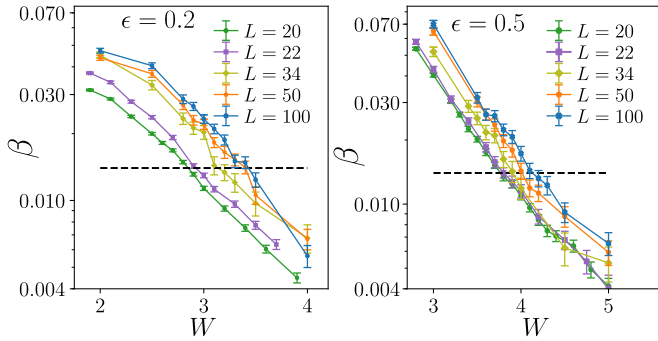 ϵ = 0.2
0.070
0.030
β
0.010
0.004
L = 20
L = 22
L = 34
L = 50
L = 100
2
3
4
W
ϵ = 0.5
0.070
0.030
β
0.010
0.004
L = 20
L = 22
L = 34
L = 50
L = 100
3
4
5
W